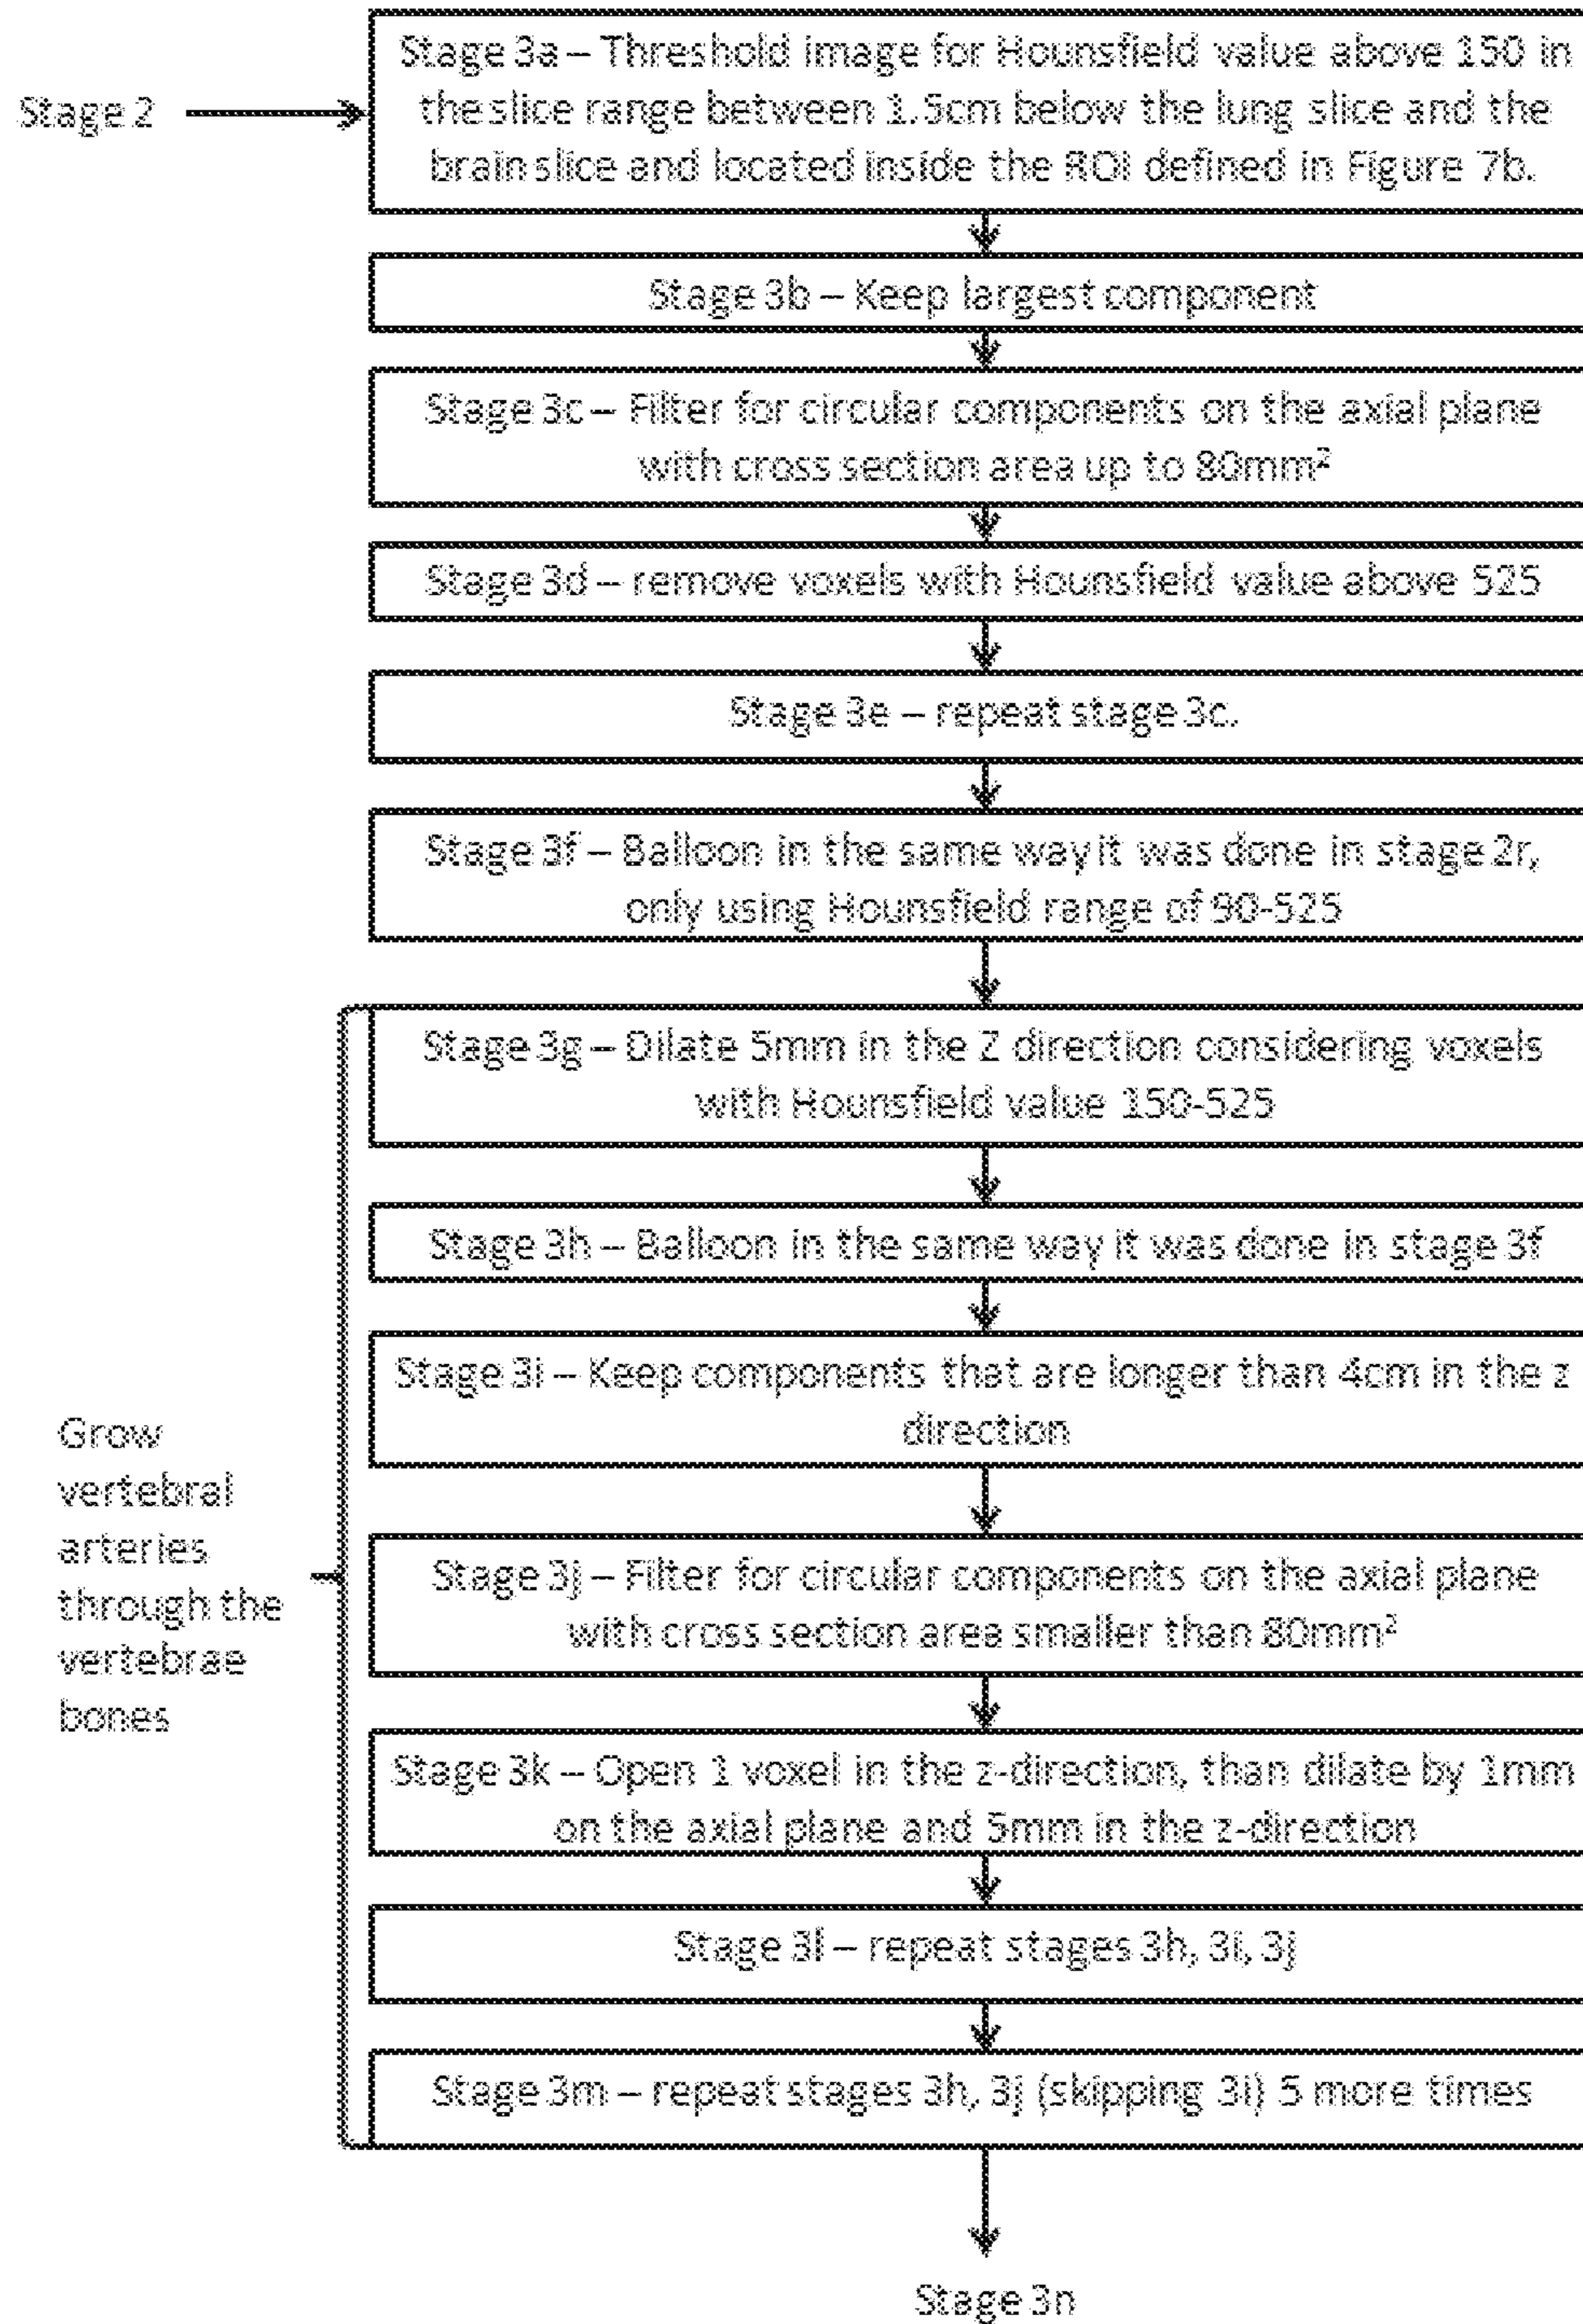 Stage 2
Stage 3a – Threshold image for Hounsfield value above 150 in
the slice range between 1.5cm below the lung slice and the
brain slice and located inside the ROI defined in Figure 7b.
Stage 3b – Keep largest component
Stage 3c – Filter for circular components on the axial plane
with cross section area up to 80mm²
Stage 3d – remove voxels with Hounsfield value above 525
Stage 3e – repeat stage 3c.
Stage 3f – Balloon in the same way it was done in stage 2r,
only using Hounsfield range of 90-525
Stage 3g – Dilate 5mm in the Z direction considering voxels
with Hounsfield value 150-525
Stage 3h – Balloon in the same way it was done in stage 3f
Stage 3i – Keep components that are longer than 4cm in the z
direction
Grow
vertebral
arteries
through the
vertebrae
bones
Stage 3j – Filter for circular components on the axial plane
with cross section area smaller than 80mm²
Stage 3k – Open 1 voxel in the z-direction, than dilate by 1mm
on the axial plane and 5mm in the z-direction
Stage 3l – repeat stages 3h, 3i, 3j
Stage 3m – repeat stages 3h, 3j (skipping 3i) 5 more times
Stage 3n